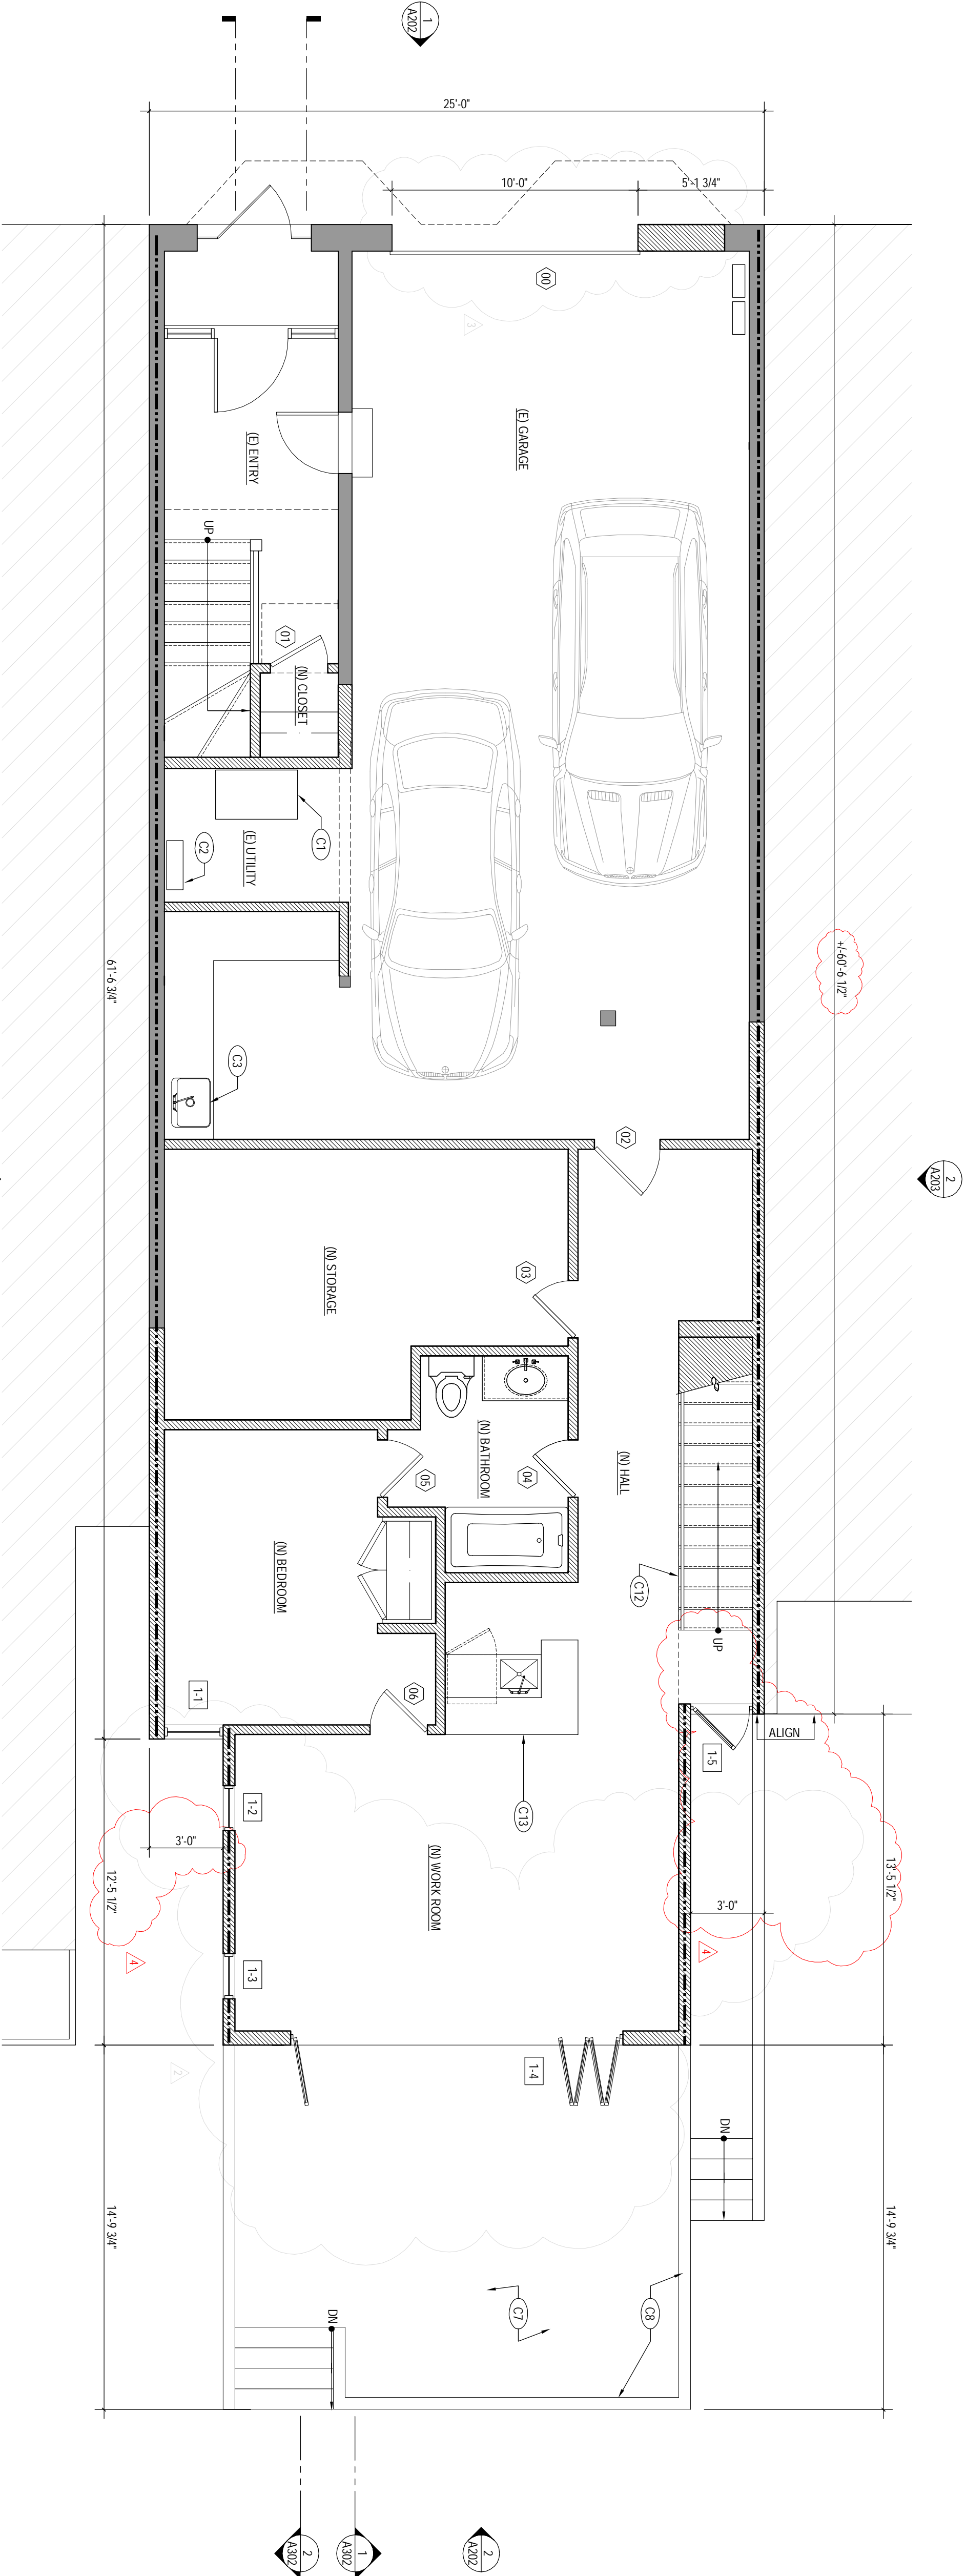 1
A202
25'-0"
10'-0"
5'-1 3/4"
00
3
(E) GARAGE
(E) ENTRY
UP
01
(N) CLOSET
C1
C2
(E) UTILITY
+/-60'-6 1/2"
61'-6 3/4"
C3
02
2
A203
03
(N) STORAGE
(N) BATHROOM
04
05
(N) HALL
(N) BEDROOM
C12
UP
06
1-1
ALIGN
1-5
1-2
C13
3'-0"
12'-5 1/2"
13'-5 1/2"
(N) WORK ROOM
3'-0"
4
4
1-3
2
1-4
DN
14'-9 3/4"
14'-9 3/4"
C7
C8
DN
2
A302
1
A302
2
A202